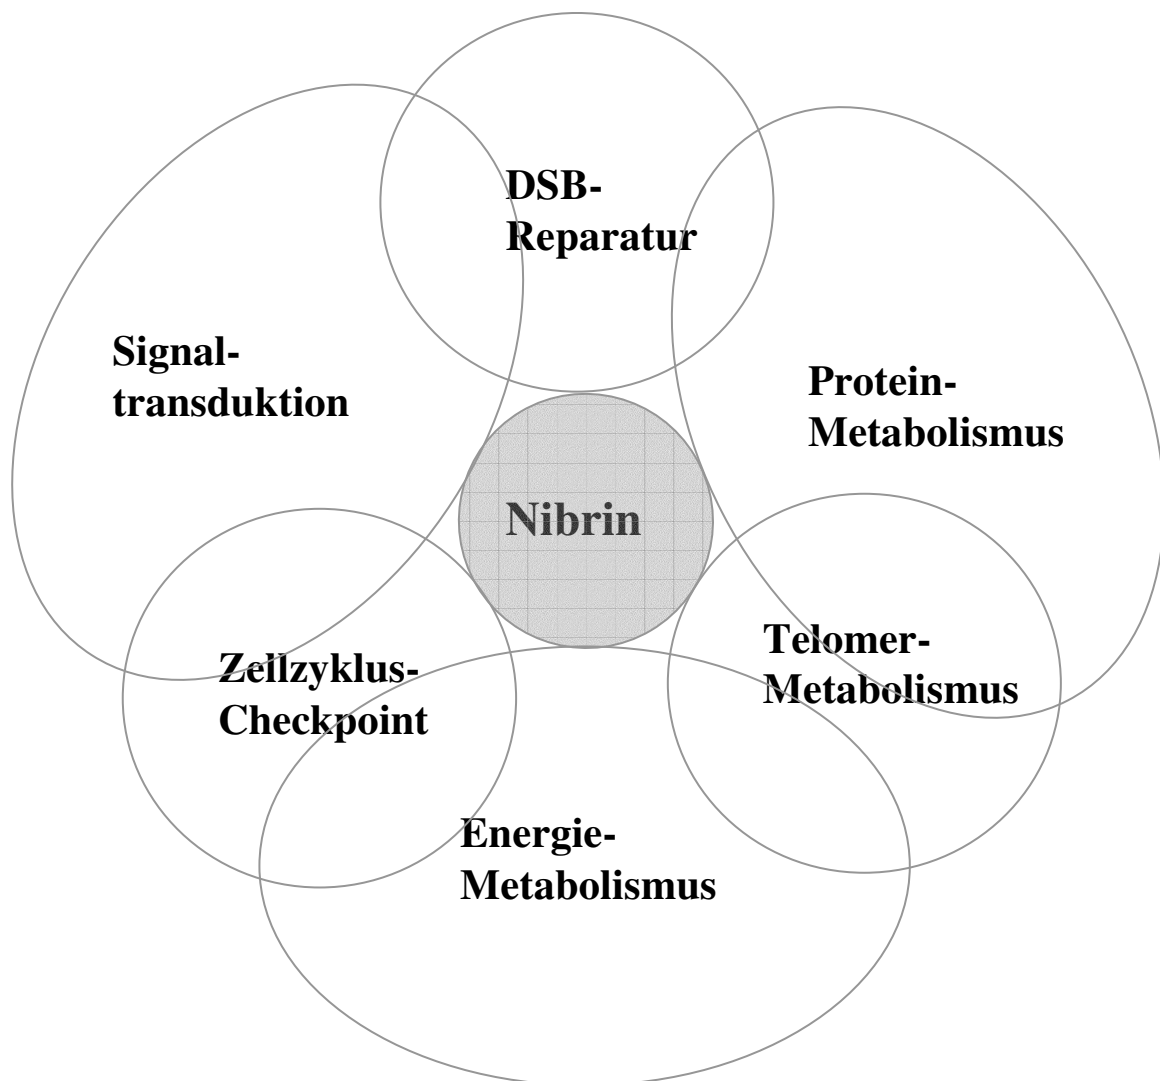 DSB-
Reparatur
Signal-
transduktion
Protein-
Metabolismus
Nibrin
Telomer-
Metabolismus
Zellzyklus-
Checkpoint
Energie-
Metabolismus